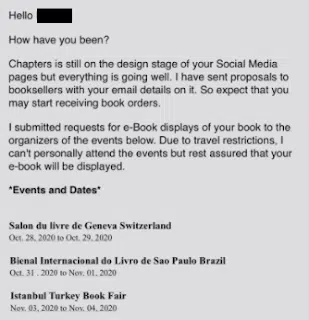 Hello
How have you been?
Chapters is still on the design stage of your Social Media
pages but everything is going well. I have sent proposals to
booksellers with your email details on it. So expect that you
may start receiving book orders.
I submitted requests for e-Book displays of your book to the
organizers of the events below. Due to travel restrictions, I
can't personally attend the events but rest assured that your
e-book will be displayed.
*Events and Dates*
Salon du livre de Geneva Switzerland
Oct. 28, 2020 to Oct. 29, 2020
Bienal Internacional do Livro de Sao Paulo Brazil
Oct. 31 . 2020 to Nov. 01, 2020
Istanbul Turkey Book Fair
Nov. 03, 2020 to Nov. 04, 2020